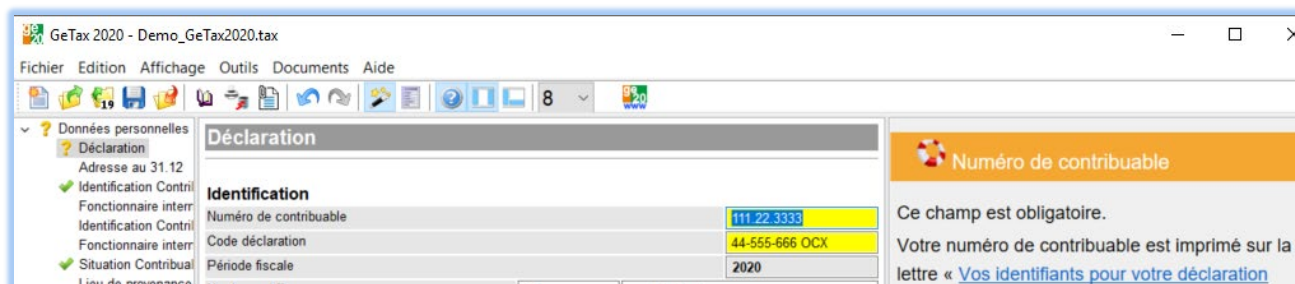 GeTax 2020 - Demo_GeTax2020.tax
Fichier Edition Affichage Outils Documents Aide
19
8
ge20
www
Données personnelles
Déclaration
Adresse au 31.12
Identification Contril
Fonctionnaire interr
Identification Contril
Fonctionnaire interr
Situation Contribual
Déclaration
Identification
Numéro de contribuable
111.22.3333
Code déclaration
44-555-666 OCX
Période fiscale
2020
Numéro de contribuable
Ce champ est obligatoire.
Votre numéro de contribuable est imprimé sur la
lettre « Vos identifiants pour votre déclaration